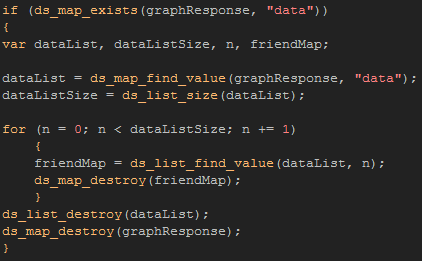 if (ds_map_exists(graphResponse, "data"))
{
var dataList, dataListSize, n, friendMap;
dataList = ds_map_find_value(graphResponse, "data");
dataListSize = ds_list_size(dataList);
for (n = 0; n < dataListSize; n += 1)
{
friendMap = ds_list_find_value(dataList, n);
ds_map_destroy(friendMap);
}
ds_list_destroy(dataList);
ds_map_destroy(graphResponse);
}